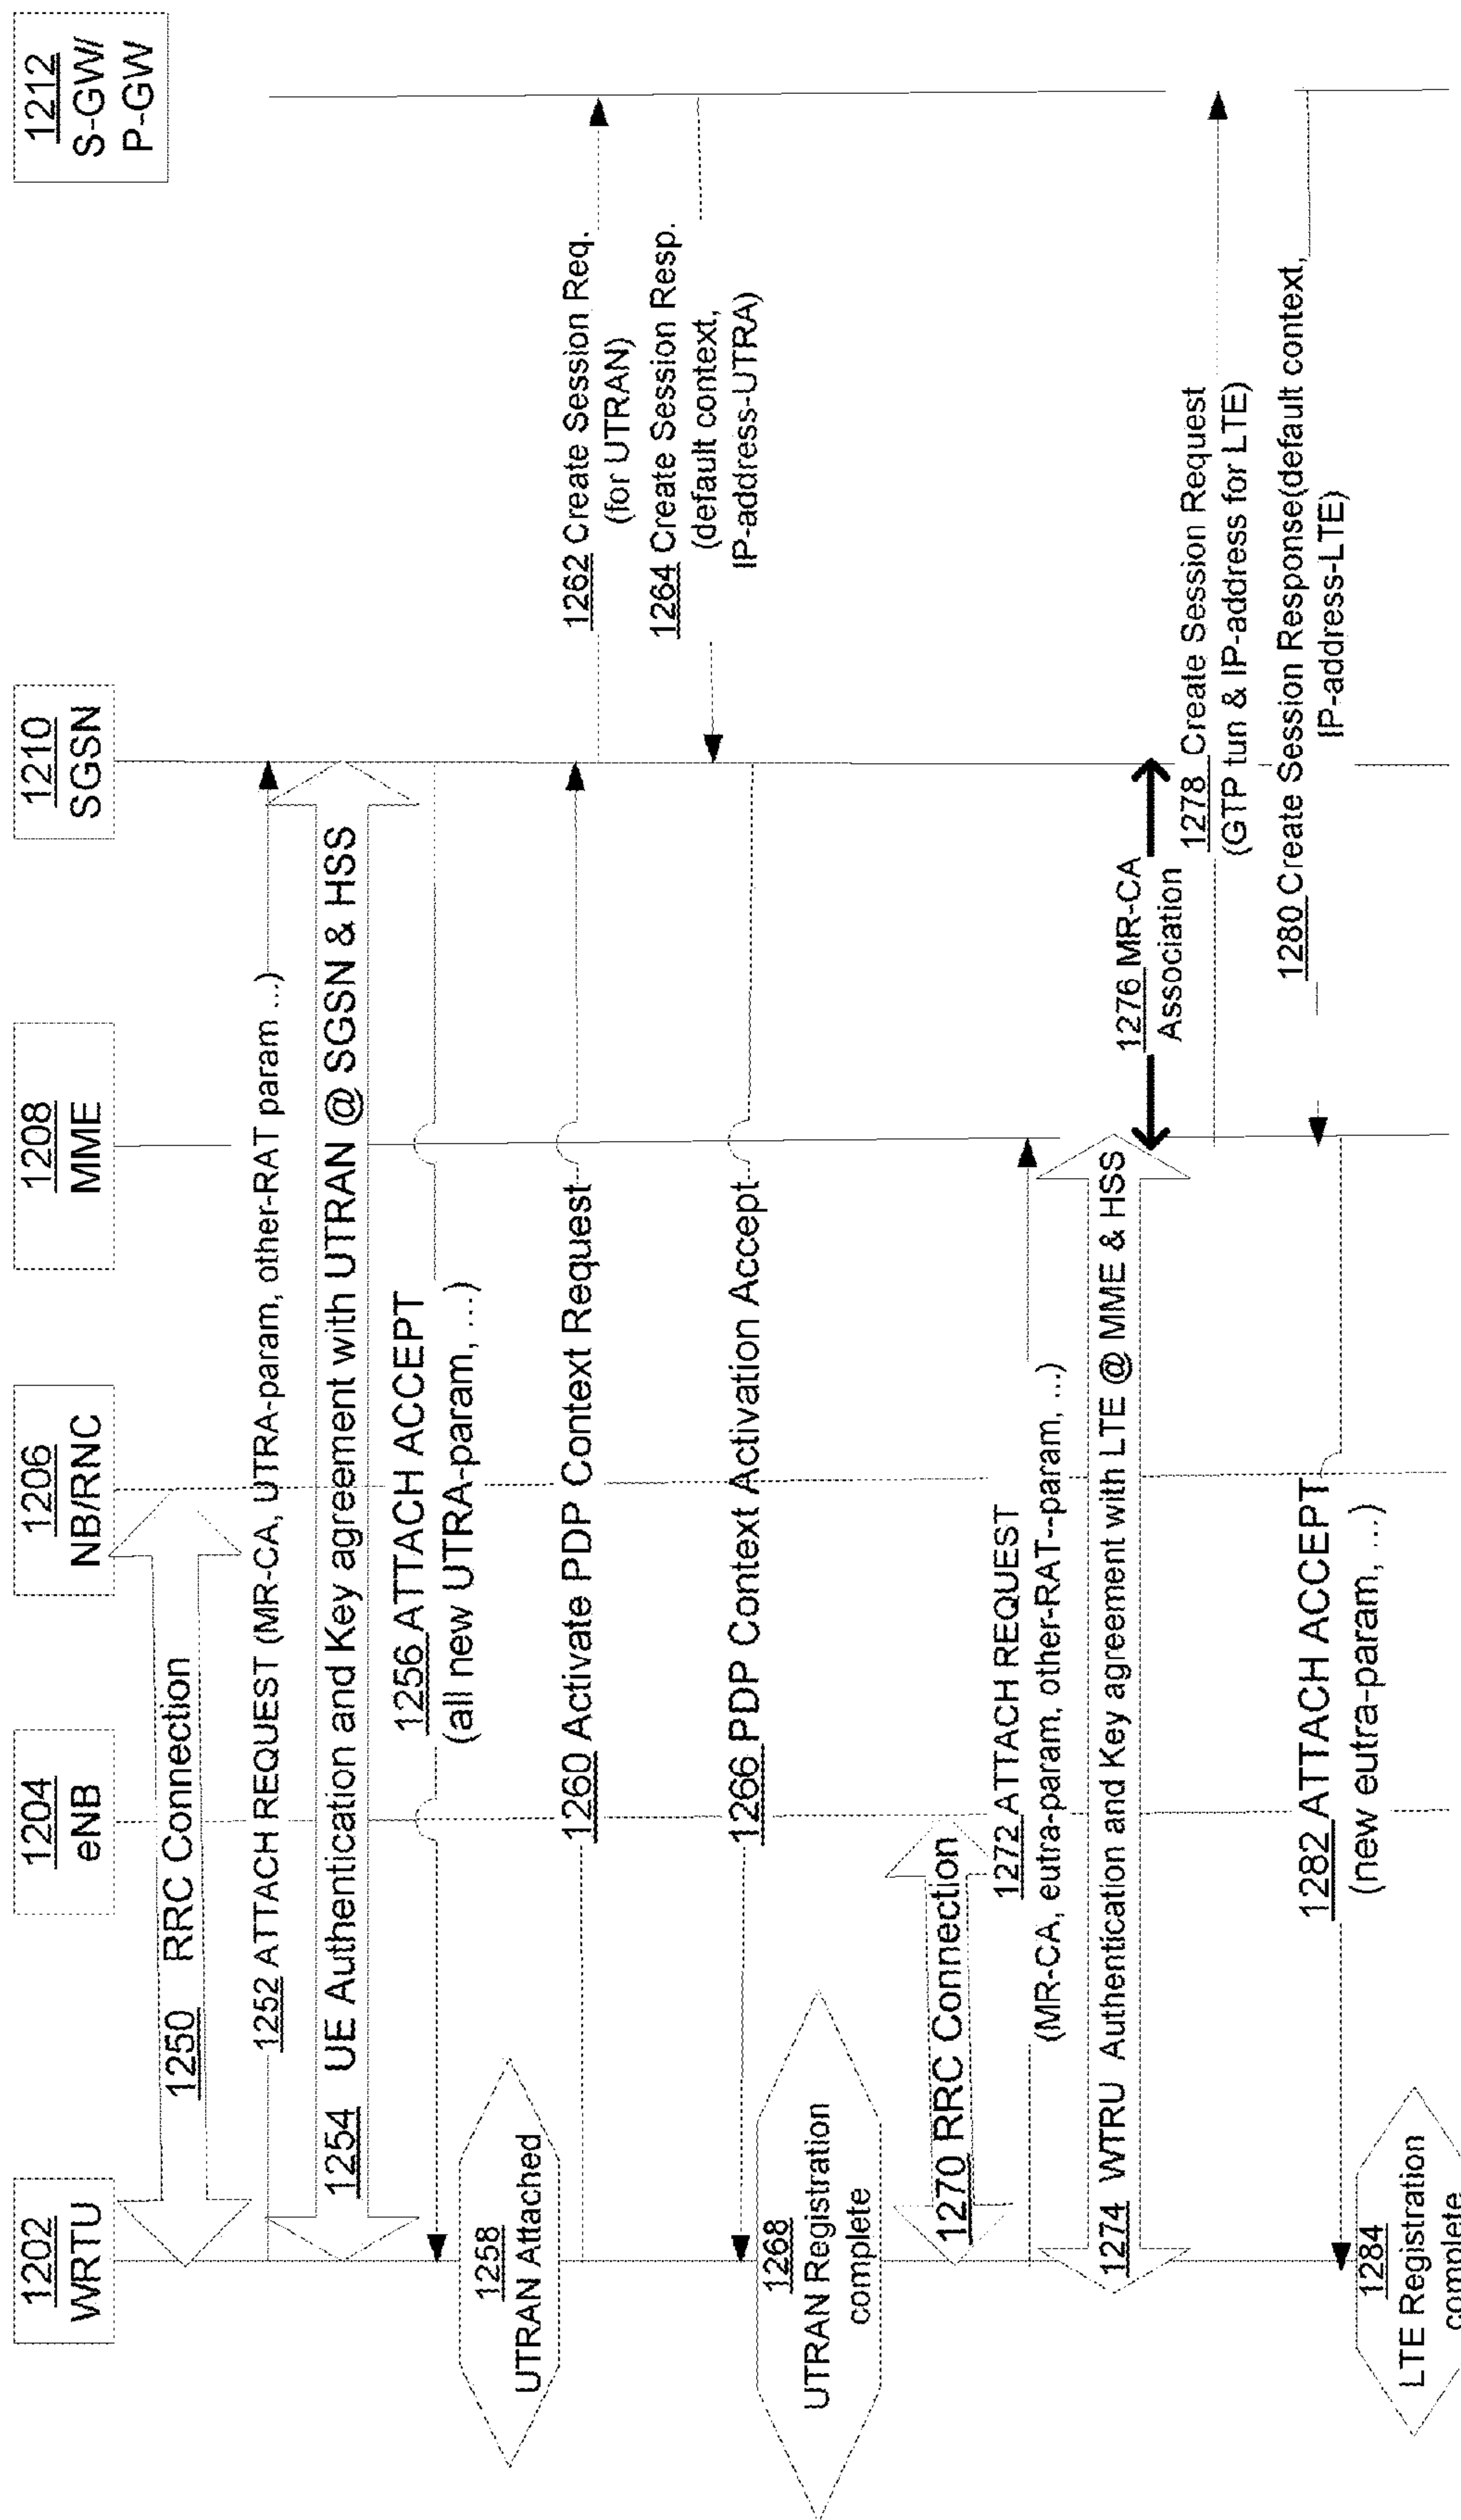 1202
WRTU
1204
eNB
1206
NB/RNC
1208
MME
1210
SGSN
1212
S-GW/
P-GW
1250 RRC Connection
1252 ATTACH REQUEST (MR-CA, UTRA-param, other-RAT param ...)
1254 UE Authentication and Key agreement with UTRAN @ SGSN & HSS
1256 ATTACH ACCEPT
(all new UTRA-param, ...)
1258
UTRAN Attached
1260 Activate PDP Context Request
1262 Create Session Req.
(for UTRAN)
1264 Create Session Resp.
(default context,
IP-address-UTRA)
1266 PDP Context Activation Accept
1268
UTRAN Registration
complete
1270 RRC Connection
1272 ATTACH REQUEST
(MR-CA, eutra-param, other-RAT--param, ...)
1274 WTRU Authentication and Key agreement with LTE @ MME & HSS
1276 MR-CA
Association
1278 Create Session Request
(GTP tun & IP-address for LTE)
1280 Create Session Response(default context,
IP-address-LTE)
1282 ATTACH ACCEPT
(new eutra-param, ...)
1284
LTE Registration
complete